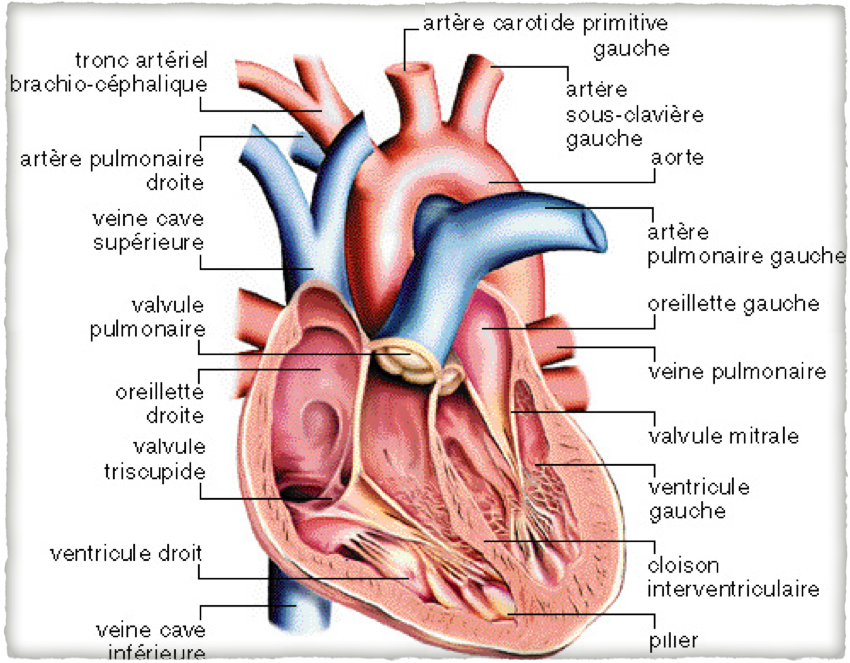 artère carotide primitive
gauche
tronc artériel
brachio-céphalique
artère
sous-clavière
gauche
artère pulmonaire
droite
aorte
veine cave
supérieure
artère
pulmonaire gauche
valvule
pulmonaire
oreillette gauche
veine pulmonaire
oreillette
droite
valvule mitrale
valvule
triscupide
ventricule
gauche
ventricule droit
cloison
interventriculaire
veine cave
inférieure
pilier